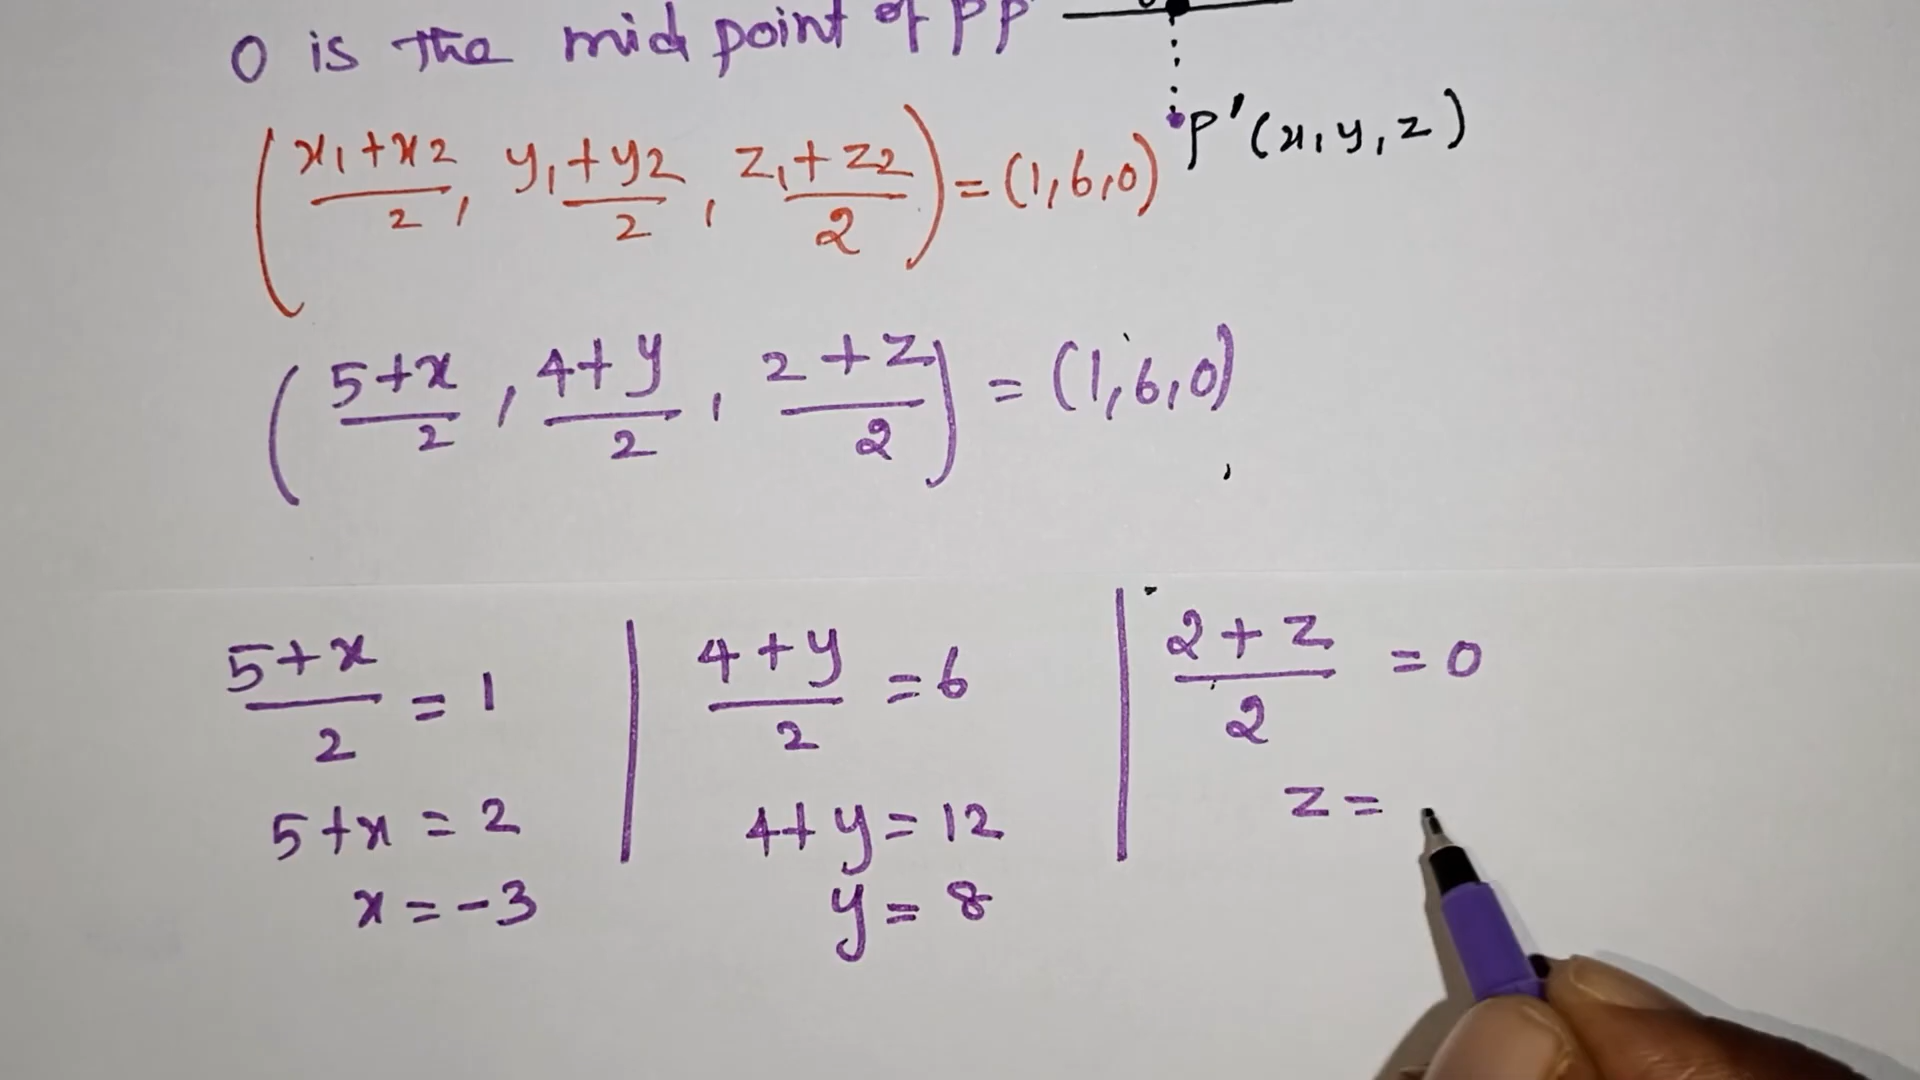 O is the mid point of PP
P'(x, y, z)
(x₁+x₂/2, y₁+y₂/2, z₁+z₂/2) = (1,6,0)
(5+x/2, 4+y/2, 2+z/2) = (1,6,0)
5+x/2 = 1
5+x = 2
x = -3
4+y/2 = 6
4+y = 12
y = 8
2+z/2 = 0
z =